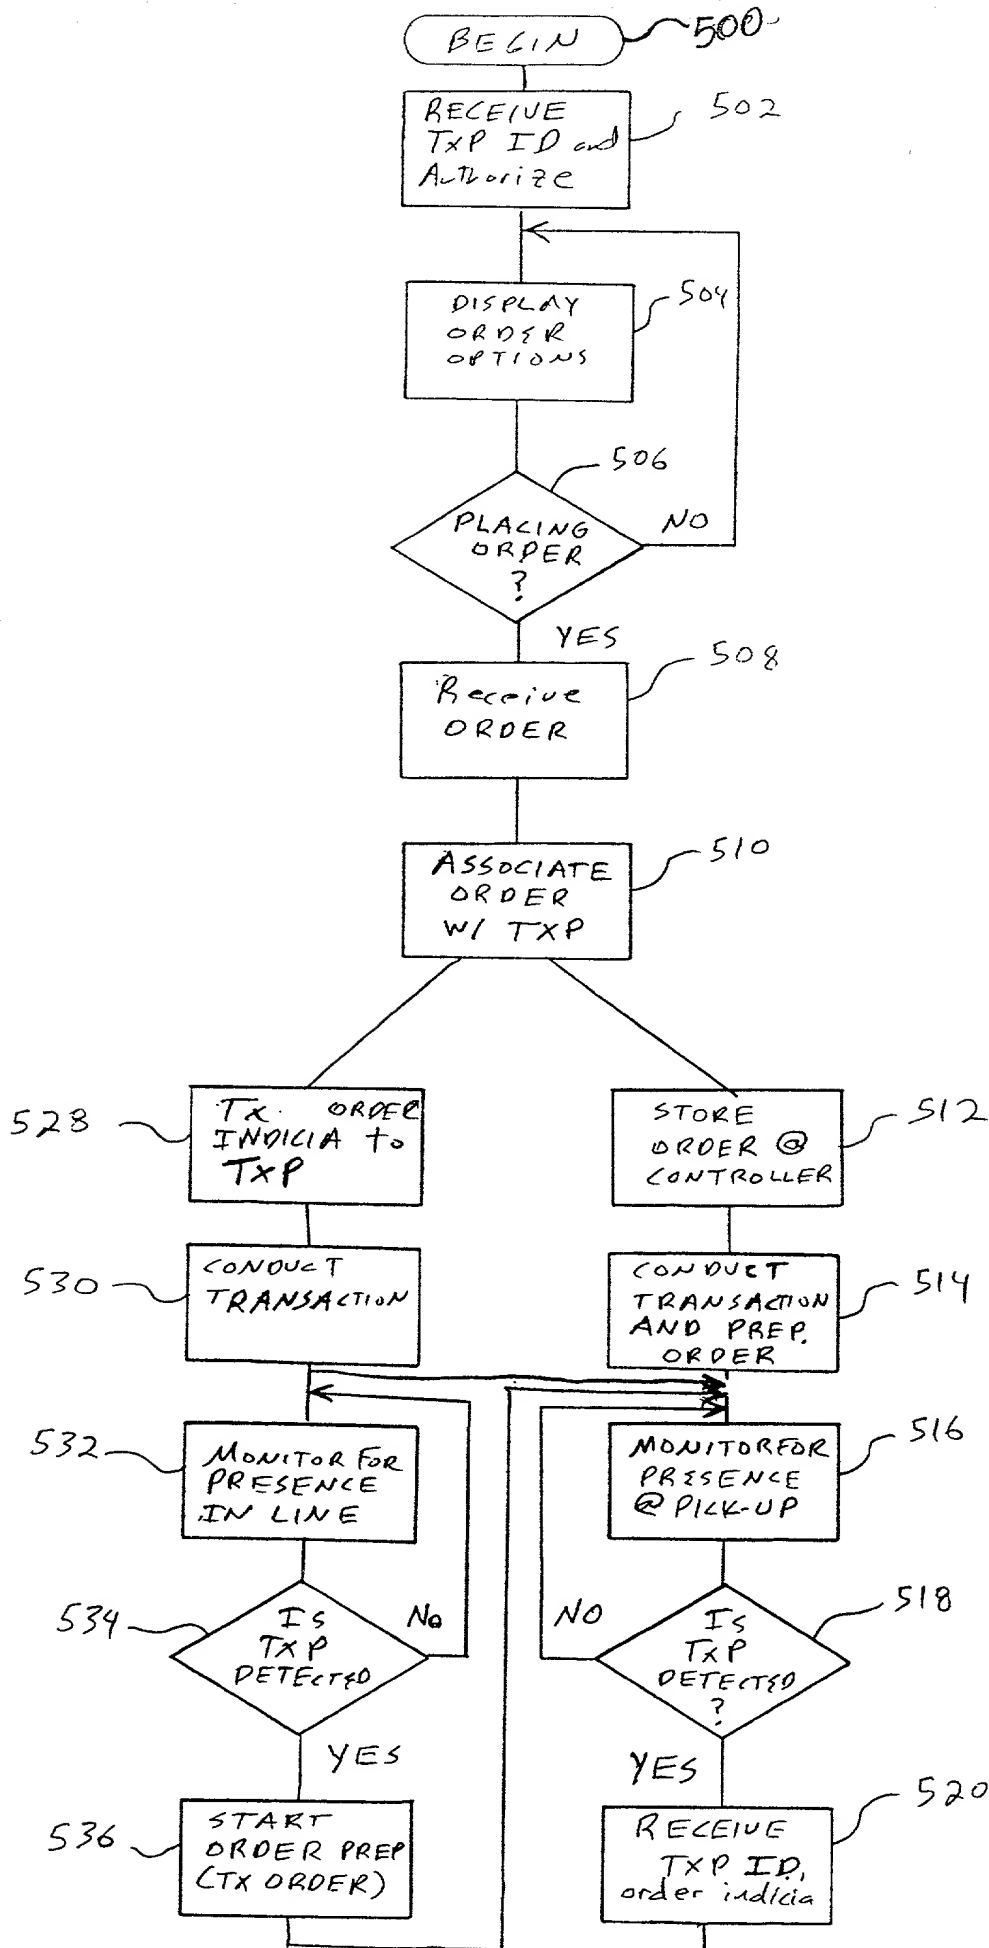 BEGIN
500
RECEIVE
TXP ID and
Authorize
502
DISPLAY
ORDER
OPTIONS
504
PLACING
ORDER
?
506
NO
YES
Receive
ORDER
508
ASSOCIATE
ORDER
W/ TXP
510
528
TX. ORDER
INDICIA to
TXP
STORE
ORDER @
CONTROLLER
512
530
CONDUCT
TRANSACTION
CONDUCT
TRANSACTION
AND PREP.
ORDER
514
532
MONITOR FOR
PRESENCE
IN LINE
MONITOR FOR
PRESENCE
@ PICK-UP
516
534
IS
TXP
DETECTED
NO
NO
IS
TXP
DETECTED
?
518
YES
YES
536
START
ORDER PREP
(TX ORDER)
RECEIVE
TXP ID,
order indicia
520